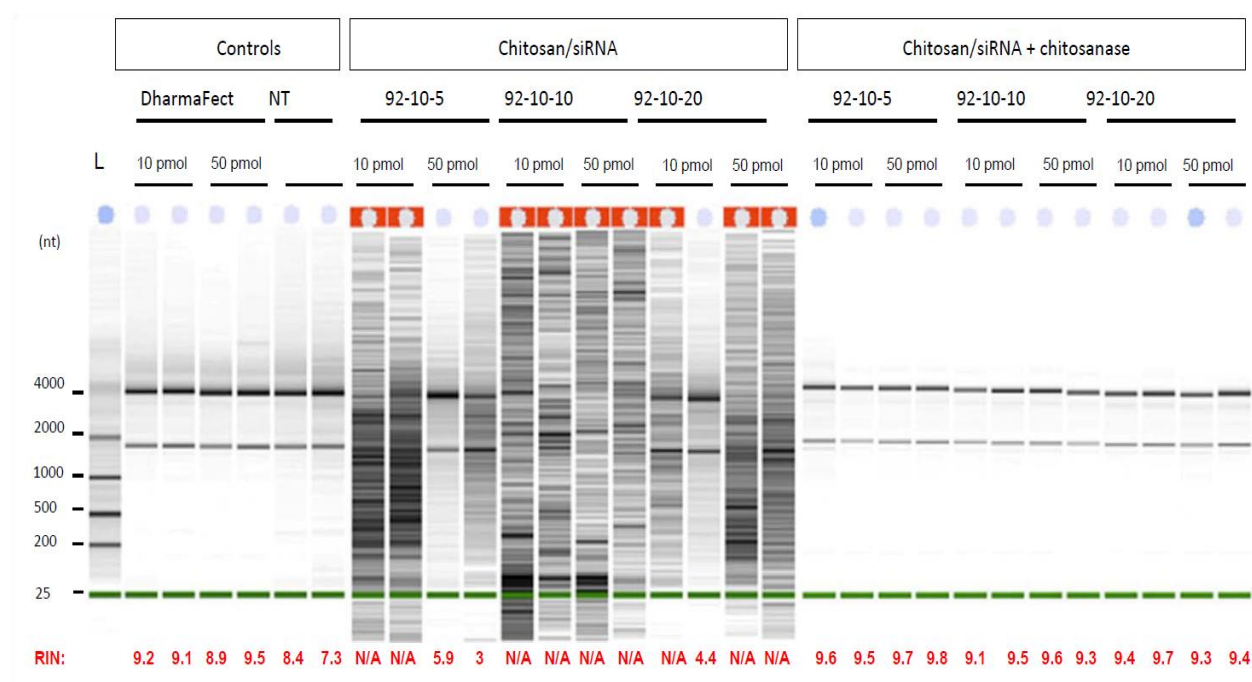 Controls Chitosan/siRNA Chitosan/siRNA + chitosanase
DharmaFect NT 92-10-5 92-10-10 92-10-20 92-10-5 92-10-10 92-10-20
L 10 pmol 50 pmol 10 pmol 50 pmol 10 pmol 50 pmol 10 pmol 50 pmol 10 pmol 50 pmol 10 pmol 50 pmol 10 pmol 50 pmol
(nt)
4000
2000
1000
500
200
25
RIN: 9.2 9.1 8.9 9.5 8.4 7.3 N/A N/A 5.9 3 N/A N/A N/A N/A N/A 4.4 N/A N/A 9.6 9.5 9.7 9.8 9.1 9.5 9.6 9.3 9.4 9.7 9.3 9.4